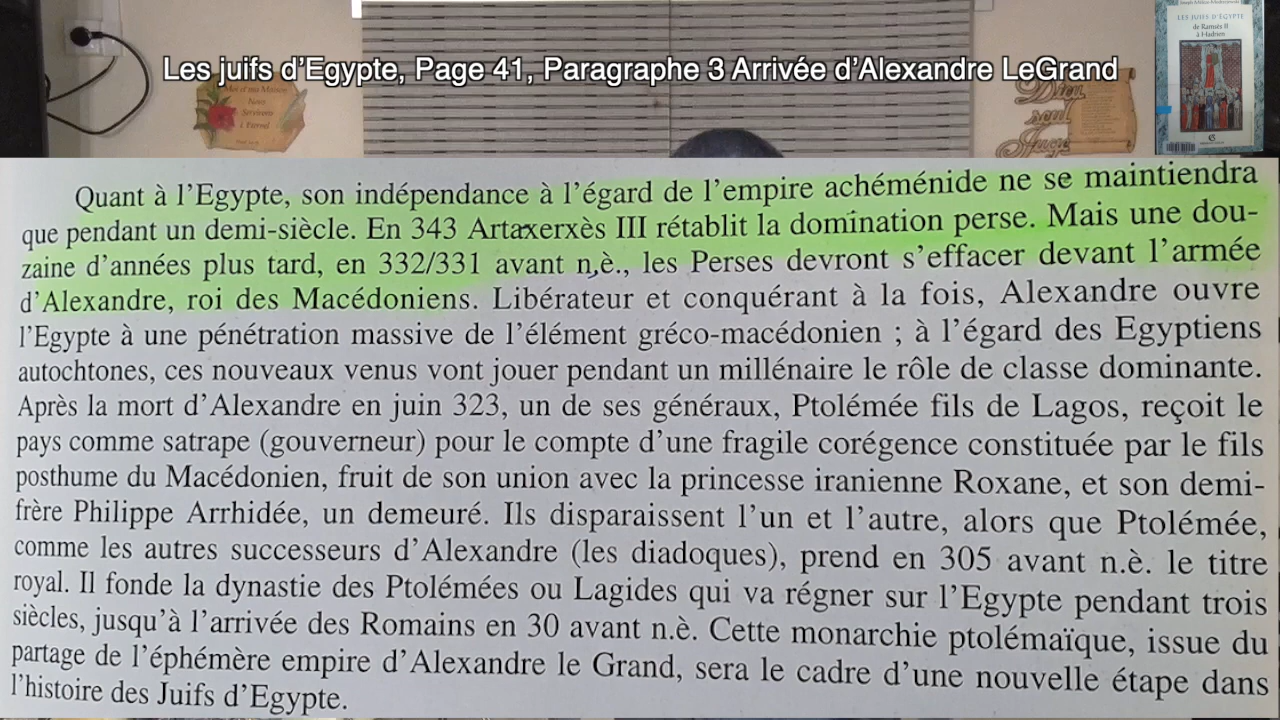 Les juifs d'Egypte, Page 41, Paragraphe 3 Arrivée d'Alexandre LeGrand
Moi et ma Maison
Nous
Servirons
L'Eternel
Dieu
seul
Juge
LES JUIFS D'ÉGYPTE
de Ramsès II
à Hadrien
Quant à l'Egypte, son indépendance à l'égard de l'empire achéménide ne se maintiendra
que pendant un demi-siècle. En 343 Artaxerxès III rétablit la domination perse. Mais une dou-
zaine d'années plus tard, en 332/331 avant n,è., les Perses devront s'effacer devant l'armée
d'Alexandre, roi des Macédoniens. Libérateur et conquérant à la fois, Alexandre ouvre
l'Egypte à une pénétration massive de l'élément gréco-macédonien ; à l'égard des Egyptiens
autochtones, ces nouveaux venus vont jouer pendant un millénaire le rôle de classe dominante.
Après la mort d'Alexandre en juin 323, un de ses généraux, Ptolémée fils de Lagos, reçoit le
pays comme satrape (gouverneur) pour le compte d'une fragile corégence constituée par le fils
posthume du Macédonien, fruit de son union avec la princesse iranienne Roxane, et son demi-
frère Philippe Arrhidée, un demeuré. Ils disparaissent l'un et l'autre, alors que Ptolémée,
comme les autres successeurs d'Alexandre (les diadoques), prend en 305 avant n.è. le titre
royal. Il fonde la dynastie des Ptolémées ou Lagides qui va régner sur l'Egypte pendant trois
siècles, jusqu'à l'arrivée des Romains en 30 avant n.è. Cette monarchie ptolémaïque, issue du
partage de l'éphémère empire d'Alexandre le Grand, sera le cadre d'une nouvelle étape dans
l'histoire des Juifs d'Egypte.